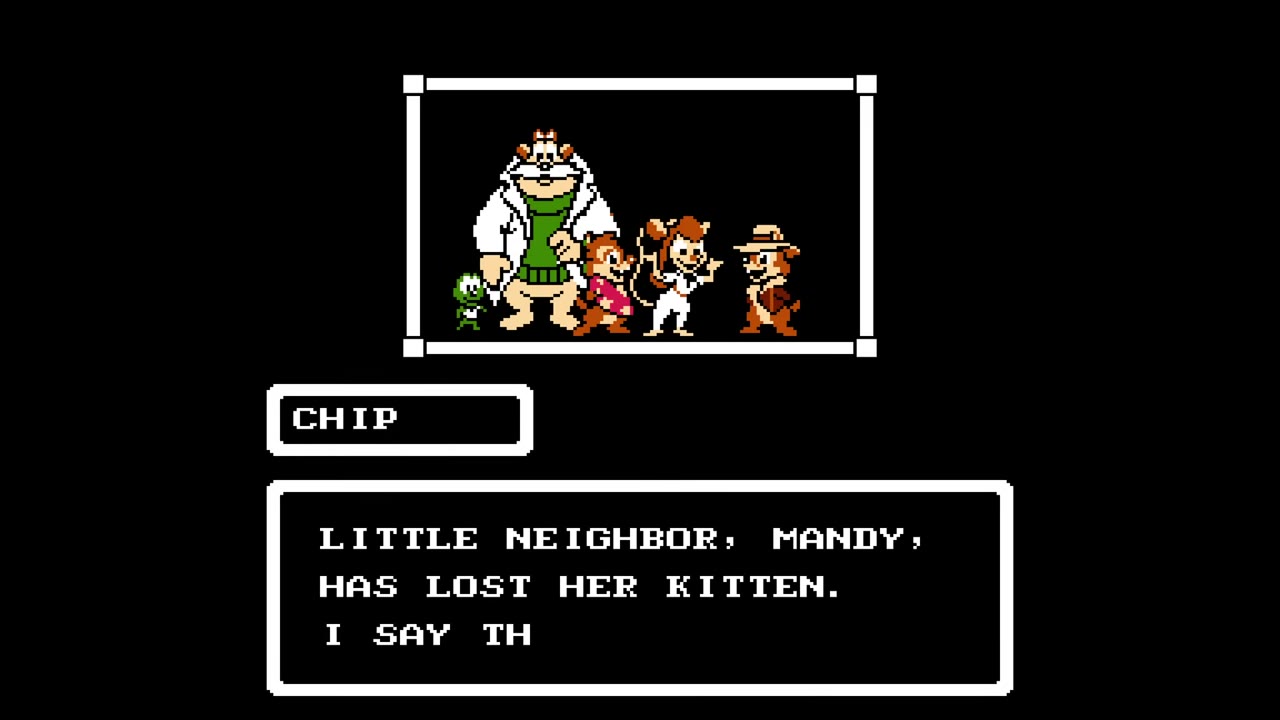 CHIP
LITTLE NEIGHBOR, MANDY,
HAS LOST HER KITTEN.
I SAY TH